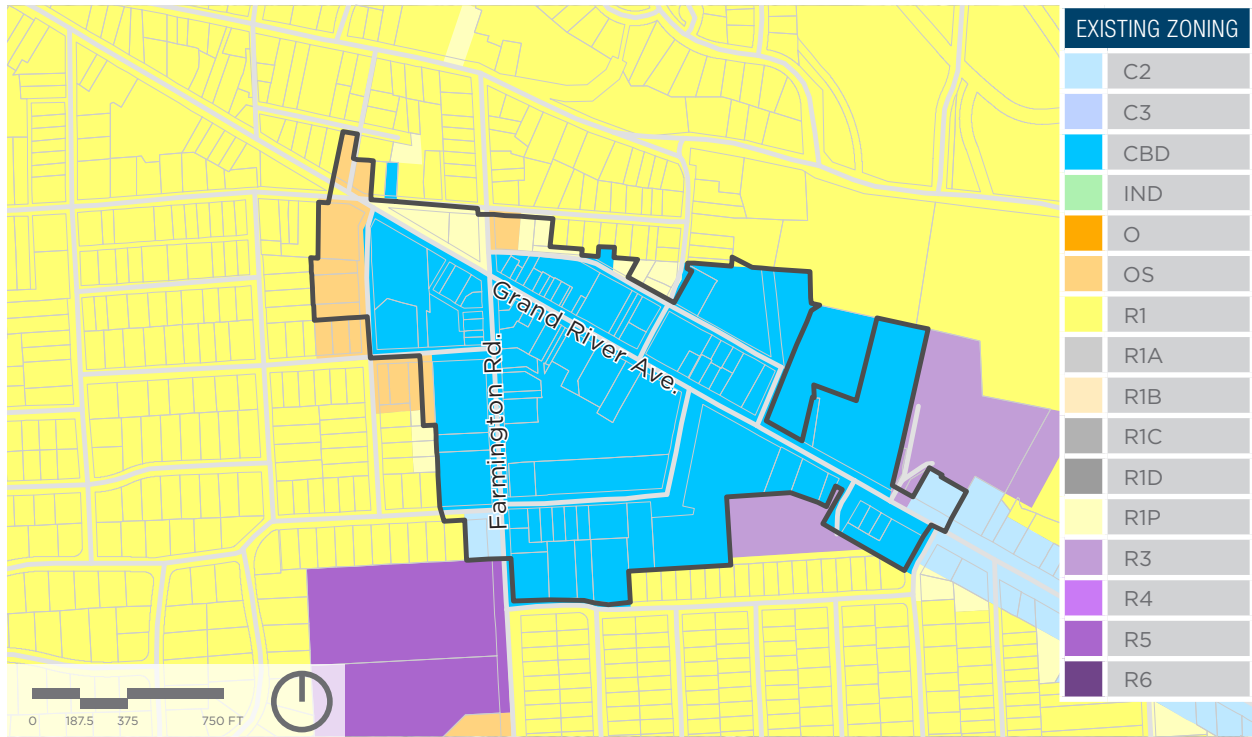 EXISTING ZONING
C2
C3
CBD
IND
O
OS
R1
R1A
R1B
R1C
R1D
R1P
R3
R4
R5
R6
Grand River Ave.
Farmington Rd.
0 187.5 375 750 FT